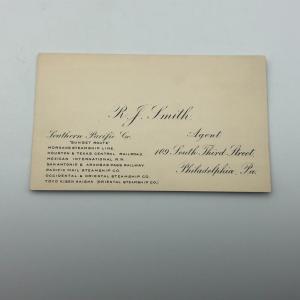 R. J. Smith
Agent
Southern Pacific Co.
"SUNSET ROUTE"
MORGANS STEAMSHIP LINE.
HOUSTON & TEXAS CENTRAL RAILROAD.
MEXICAN INTERNATIONAL R.R.
SAN ANTONIO & ARANSAS PASS RAILWAY.
PACIFIC MAIL STEAMSHIP CO.
OCCIDENTAL & ORIENTAL STEAMSHIP CO.
TOYO KISEN KAISHA (ORIENTAL STEAMSHIP CO.)
109 South Third Street,
Philadelphia Pa.